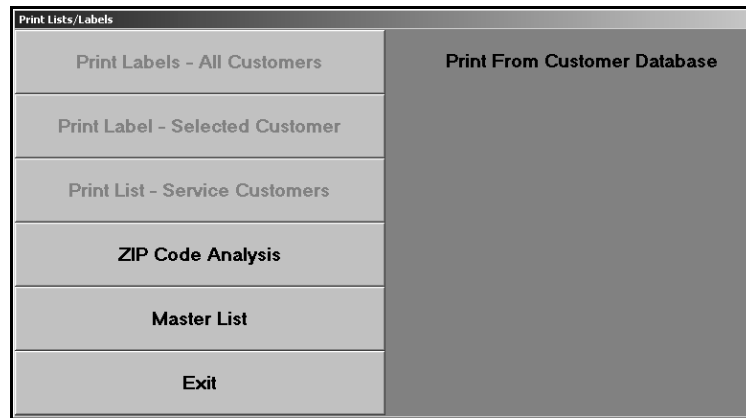 Print Lists/Labels
Print Labels - All Customers
Print From Customer Database
Print Label - Selected Customer
Print List - Service Customers
ZIP Code Analysis
Master List
Exit